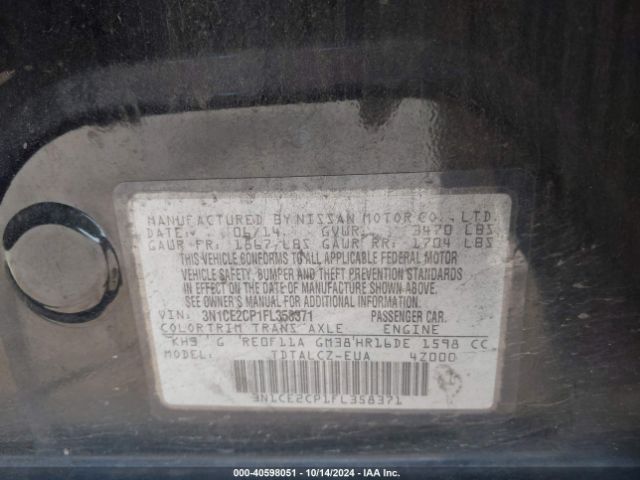 MANUFACTURED BY NISSAN MOTOR CO., LTD.
DATE: 06/14 GVWR: 3470 LBS
GAWR FR: 1867 LBS GAWR RR: 1704 LBS
THIS VEHICLE CONFORMS TO ALL APPLICABLE FEDERAL MOTOR
VEHICLE SAFETY, BUMPER AND THEFT PREVENTION STANDARDS
IN EFFECT ON THE DATE OF MANUFACTURE SHOWN ABOVE.
SEE OWNER'S MANUAL FOR ADDITIONAL INFORMATION.
VIN: 3N1CE2CP1FL358371 PASSENGER CAR
COLOR TRIM TRANS AXLE ENGINE
KH3 G RE0F11A GM38 HR16DE 1598 CC
MODEL: TDTALCZ-EUA 4Z000
3N1CE2CP1FL358371
000-40598051 - 10/14/2024 - IAA Inc.